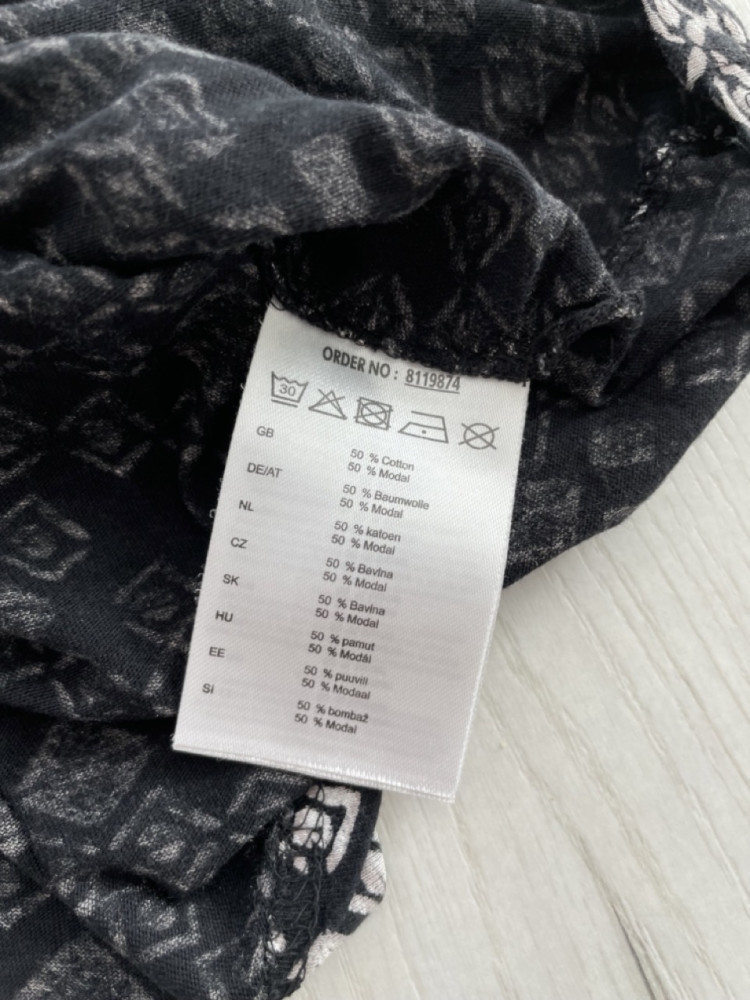 ORDER NO : 8119874
30
GB
50 % Cotton
50 % Modal
DE/AT
50 % Baumwolle
50 % Modal
NL
50 % katoen
50 % Modal
CZ
50 % Bavlna
50 % Modal
SK
50 % Bavlna
50 % Modal
HU
50 % pamut
50 % Modál
EE
50 % puuvill
50 % Modaal
SI
50 % bombaž
50 % Modal